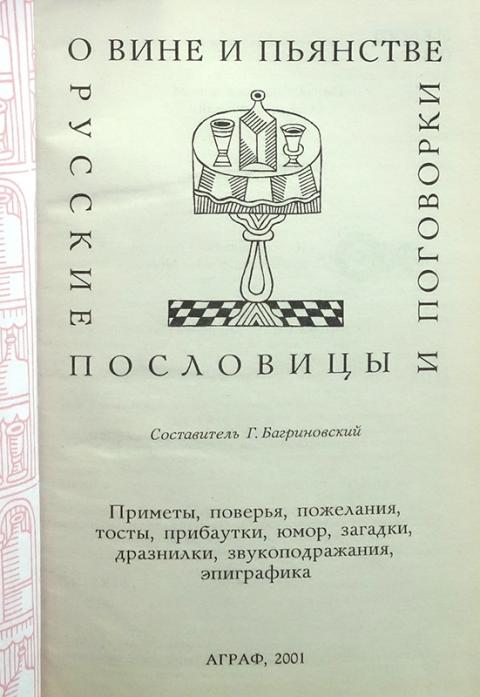 О ВИНЕ И ПЬЯНСТВЕ
РУССКИЕ
ПОСЛОВИЦЫ И
ПОГОВОРКИ
Составитель Г. Багриновский
Приметы, поверья, пожелания,
тосты, прибаутки, юмор, загадки,
дразнилки, звукоподражания,
эпиграфика
АГРАФ, 2001